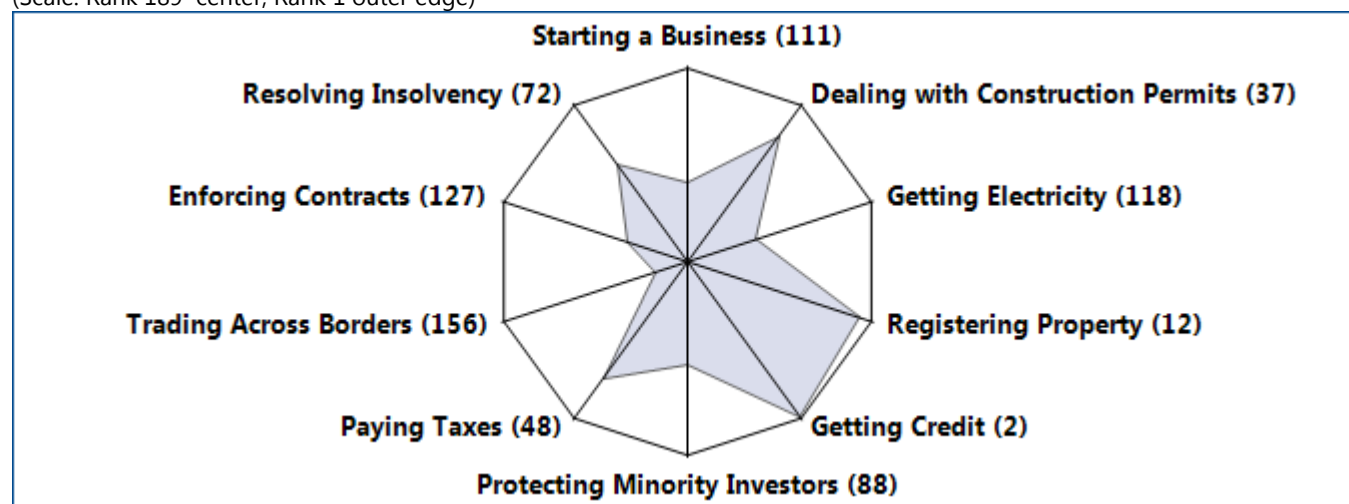 (Scale: Rank 189 center, Rank 1 outer edge)
Starting a Business (111)
Resolving Insolvency (72)
Dealing with Construction Permits (37)
Enforcing Contracts (127)
Getting Electricity (118)
Trading Across Borders (156)
Registering Property (12)
Paying Taxes (48)
Getting Credit (2)
Protecting Minority Investors (88)